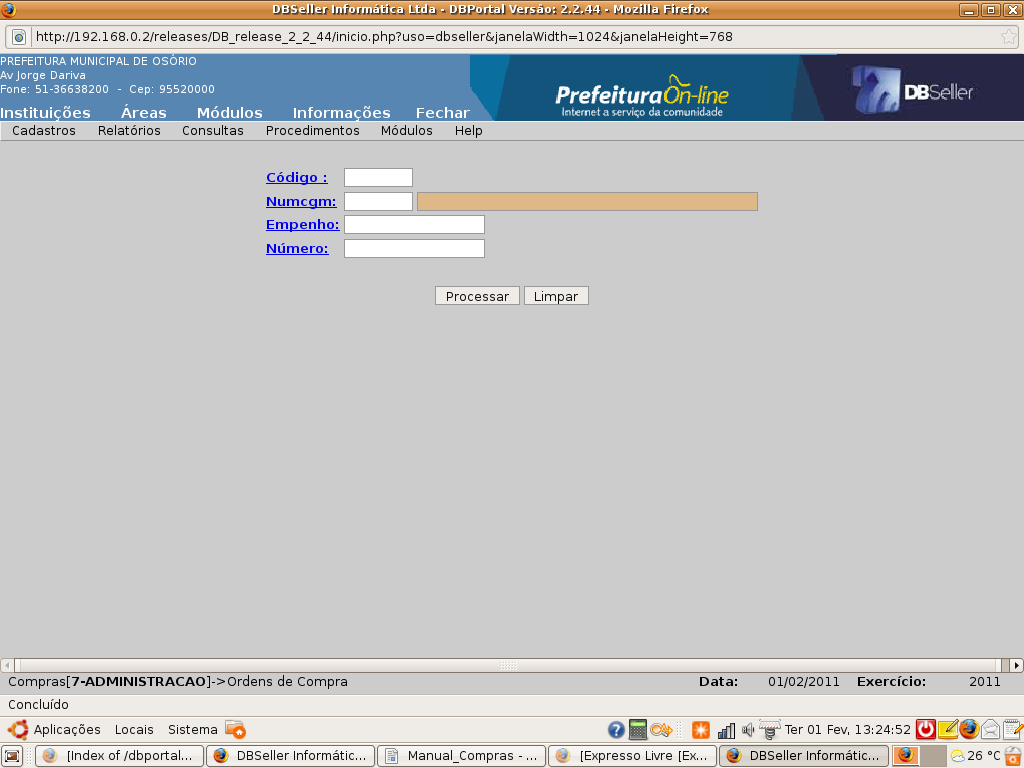 DBSeller Informática Ltda - DBPortal Versão: 2.2.44 - Mozilla Firefox
http://192.168.0.2/releases/DB_release_2_2_44/inicio.php?uso=dbseller&janelaWidth=1024&janelaHeight=768
PREFEITURA MUNICIPAL DE OSÓRIO
Av Jorge Dariva
Fone: 51-36638200 - Cep: 95520000
Prefeitura On-line
Internet a serviço da comunidade
DBSeller
Instituições Áreas Módulos Informações Fechar
Cadastros Relatórios Consultas Procedimentos Módulos Help
Código :
Numcgm:
Empenho:
Número:
Processar Limpar
Compras[7-ADMINISTRACAO]->Ordens de Compra Data: 01/02/2011 Exercício: 2011
Concluído
Aplicações Locais Sistema Ter 01 Fev, 13:24:52
[Index of /dbportal... DBSeller Informátic... Manual_Compras - ... [Expresso Livre [Ex... DBSeller Informátic... 26 °C